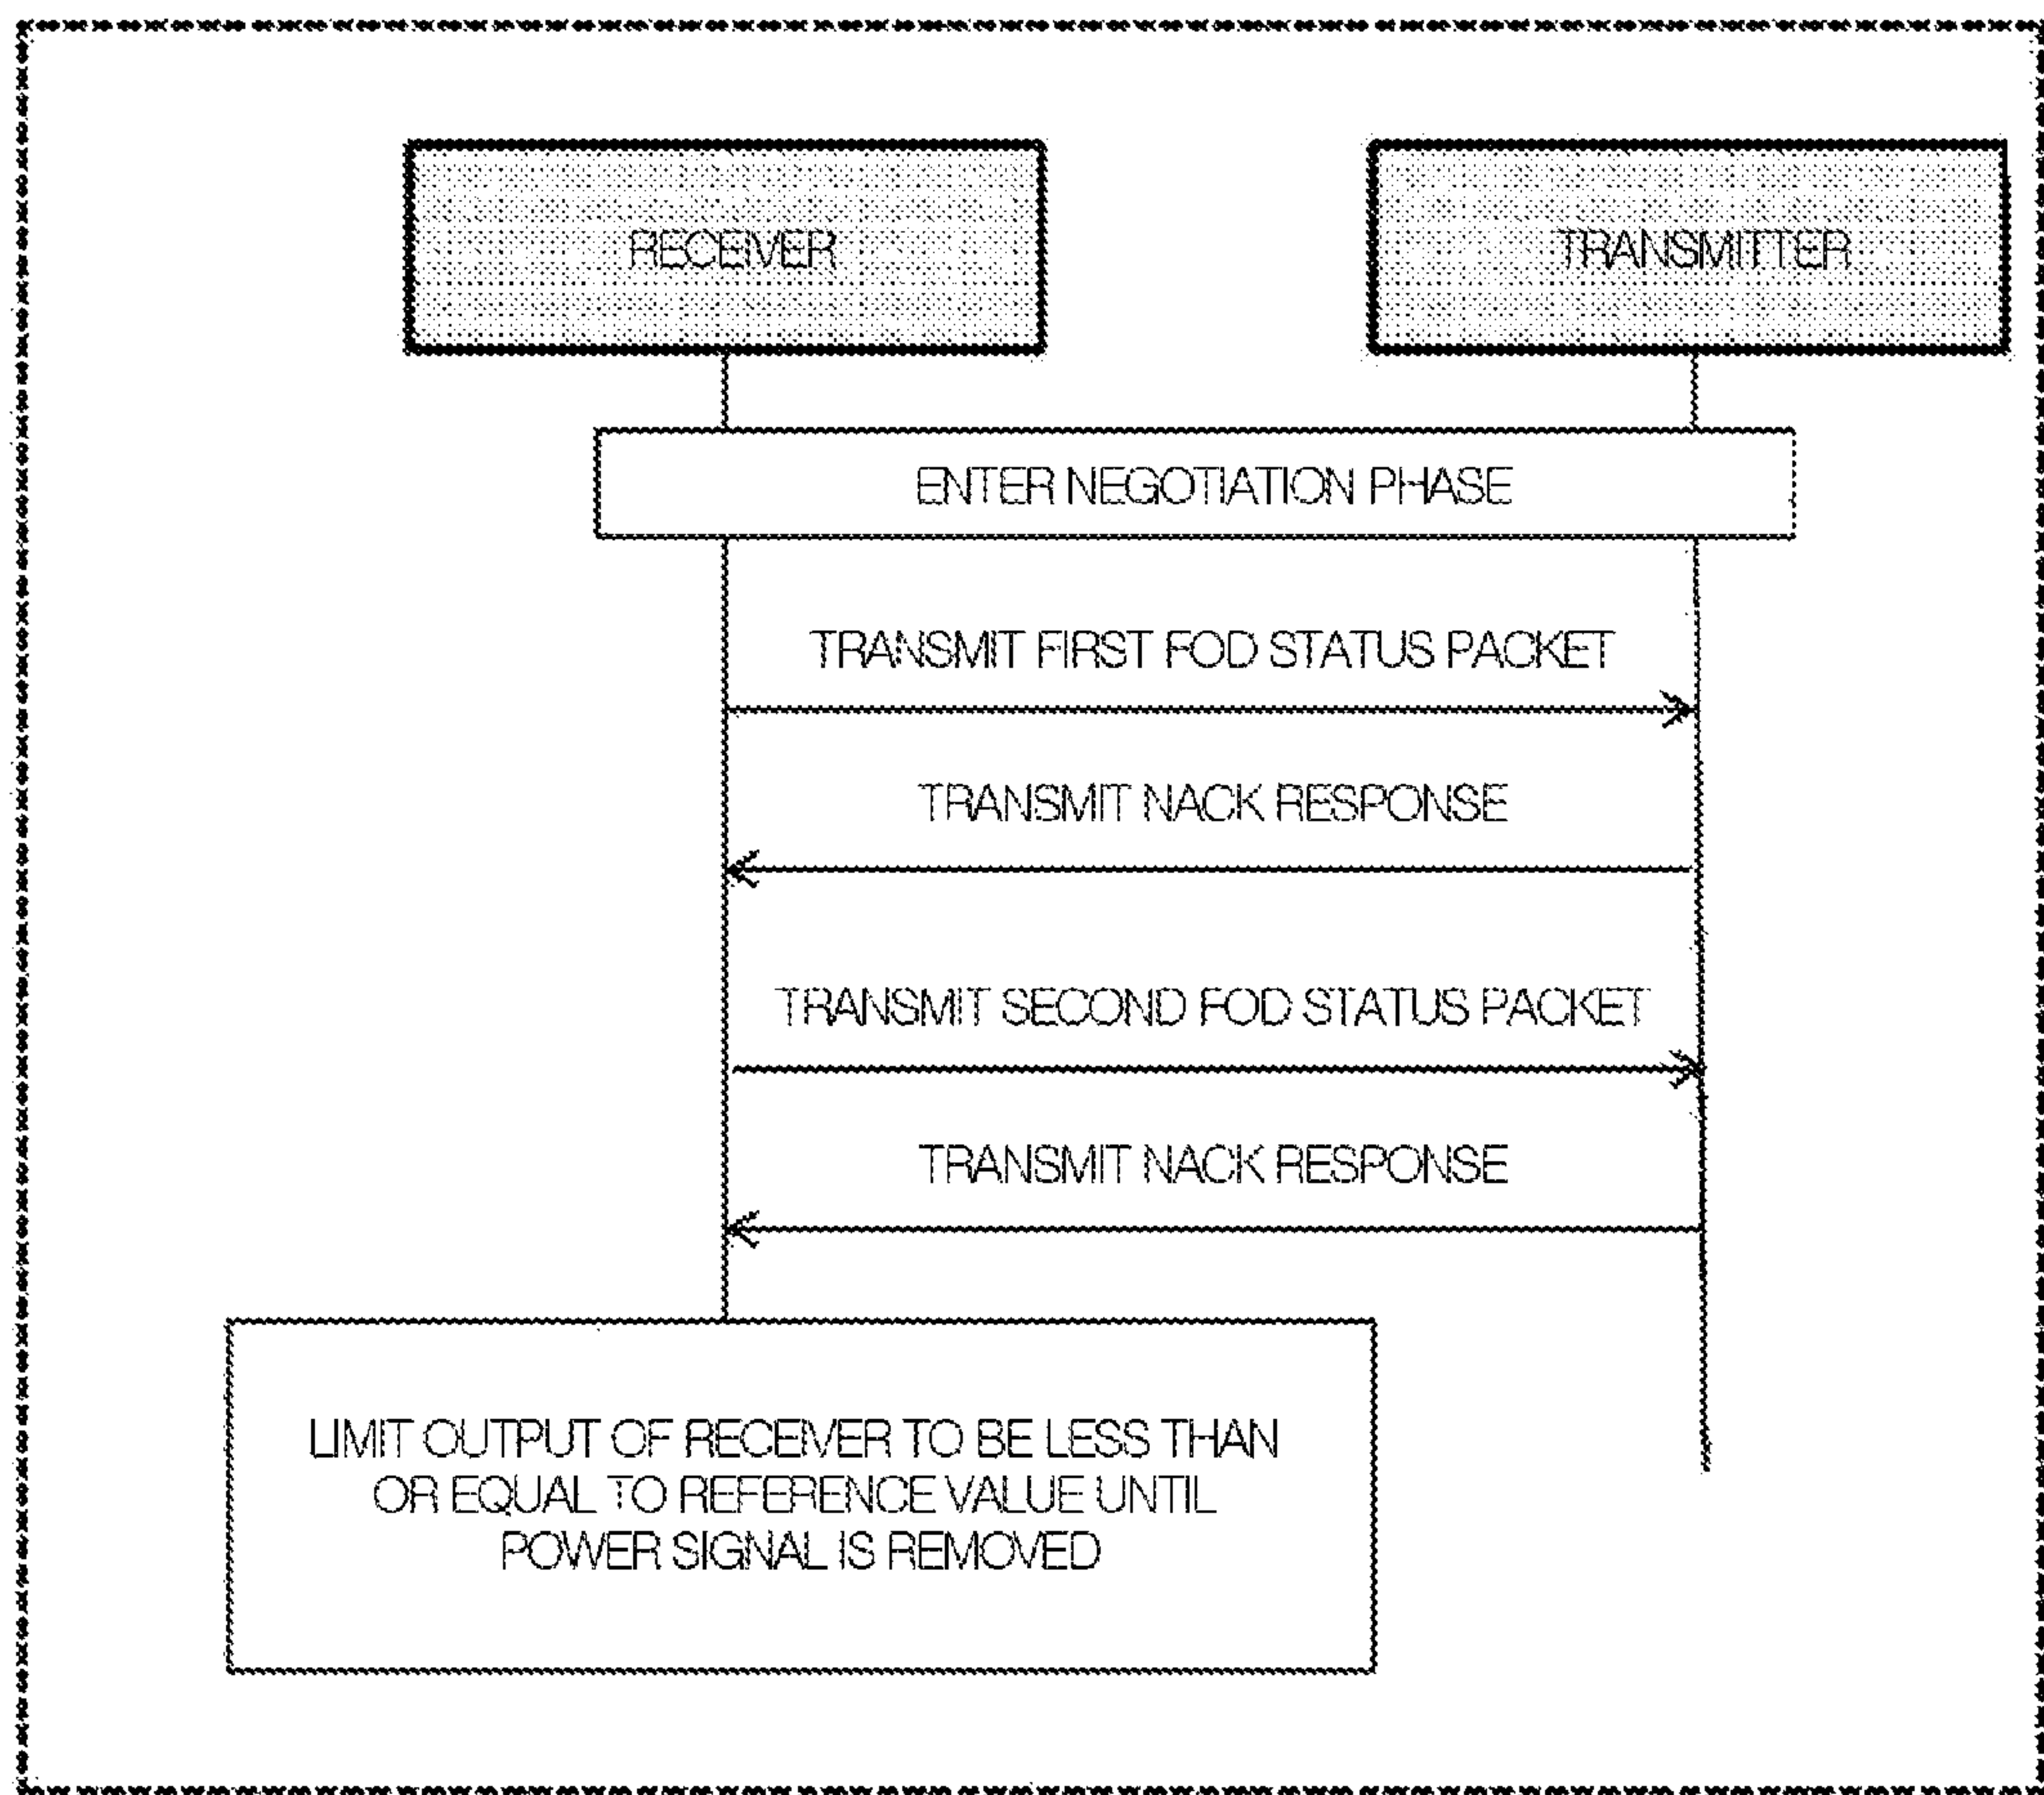 RECEIVER
TRANSMITTER
ENTER NEGOTIATION PHASE
TRANSMIT FIRST FOD STATUS PACKET
TRANSMIT NACK RESPONSE
TRANSMIT SECOND FOD STATUS PACKET
TRANSMIT NACK RESPONSE
LIMIT OUTPUT OF RECEIVER TO BE LESS THAN
OR EQUAL TO REFERENCE VALUE UNTIL
POWER SIGNAL IS REMOVED